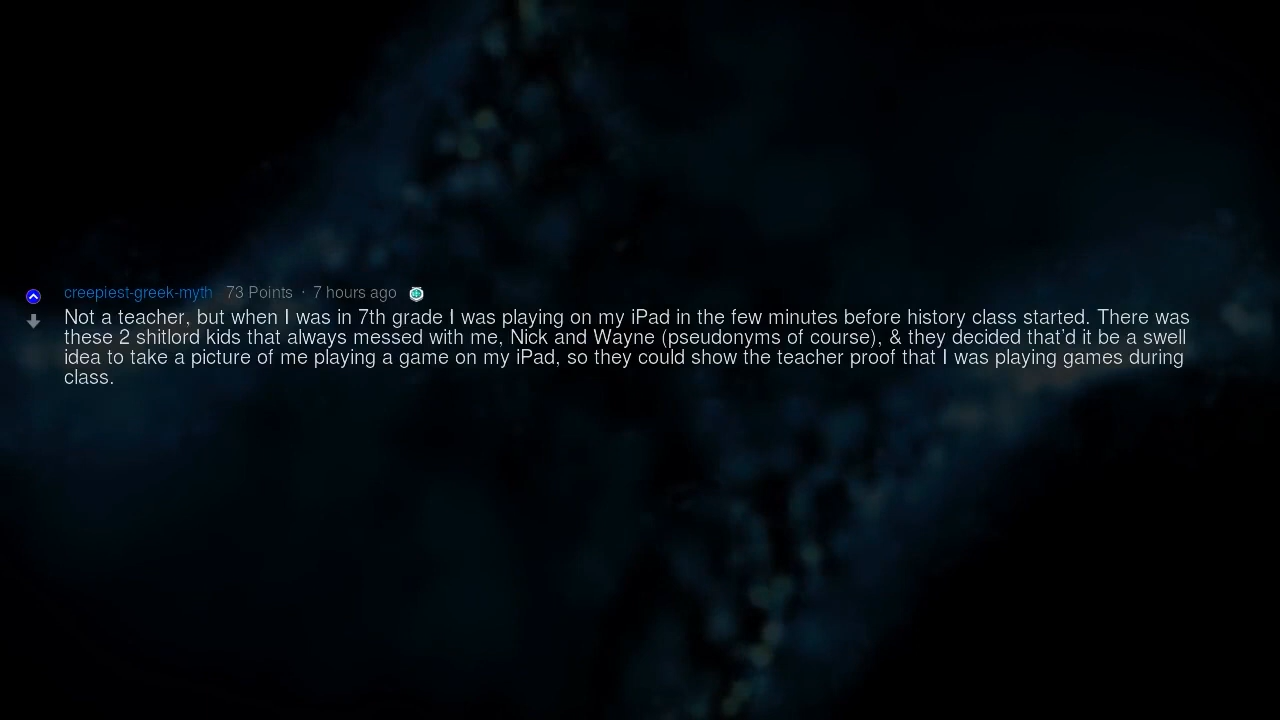 creepiest-greek-myth 73 Points · 7 hours ago
Not a teacher, but when I was in 7th grade I was playing on my iPad in the few minutes before history class started. There was
these 2 shitlord kids that always messed with me, Nick and Wayne (pseudonyms of course), & they decided that'd it be a swell
idea to take a picture of me playing a game on my iPad, so they could show the teacher proof that I was playing games during
class.